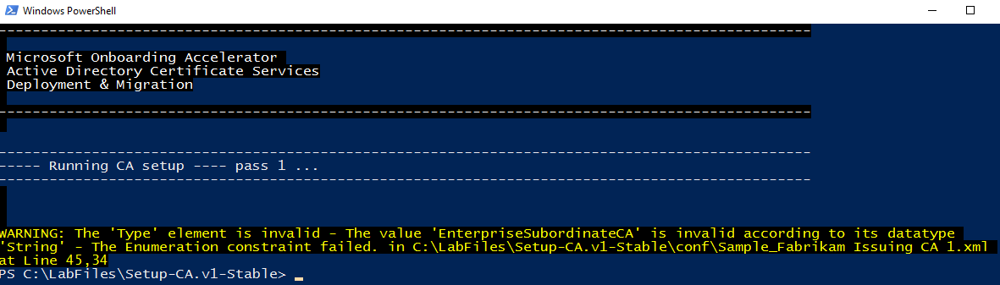 Windows PowerShell
-------------------------------------------------------------------------------------------------------------------
Microsoft Onboarding Accelerator
Active Directory Certificate Services
Deployment & Migration
-------------------------------------------------------------------------------------------------------------------
-------------------------------------------------------------------------------------------------------------------
----- Running CA setup ---- pass 1 ...
-------------------------------------------------------------------------------------------------------------------
WARNING: The 'Type' element is invalid - The value 'EnterpriseSubordinateCA' is invalid according to its datatype
'String' - The Enumeration constraint failed. in C:\LabFiles\Setup-CA.v1-Stable\conf\Sample_Fabrikam Issuing CA 1.xml
at Line 45,34
PS C:\LabFiles\Setup-CA.v1-Stable> _